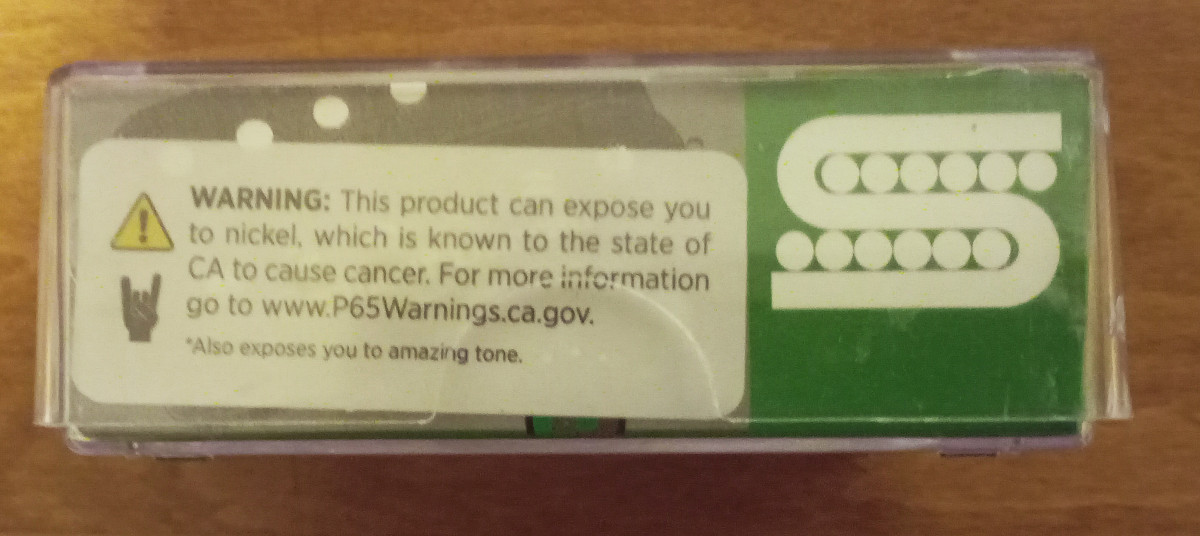 WARNING: This product can expose you
to nickel, which is known to the state of
CA to cause cancer. For more information
go to www.P65Warnings.ca.gov.
*Also exposes you to amazing tone.